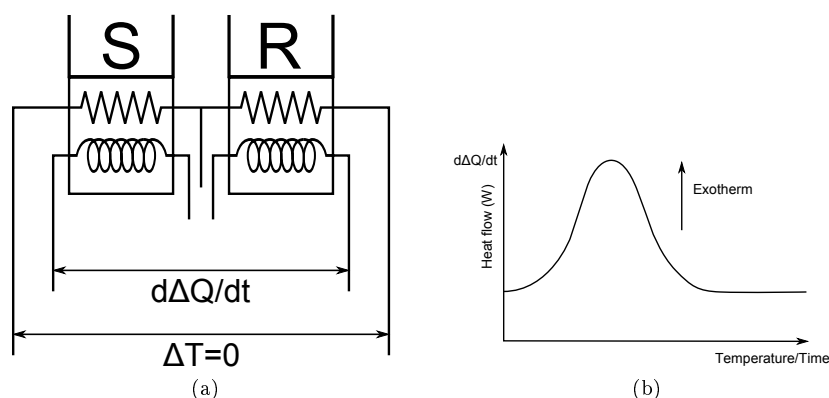 S R
dΔQ/dt
ΔT=0
(a)
dΔQ/dt
Heat flow (W)
Exotherm
Temperature/Time
(b)